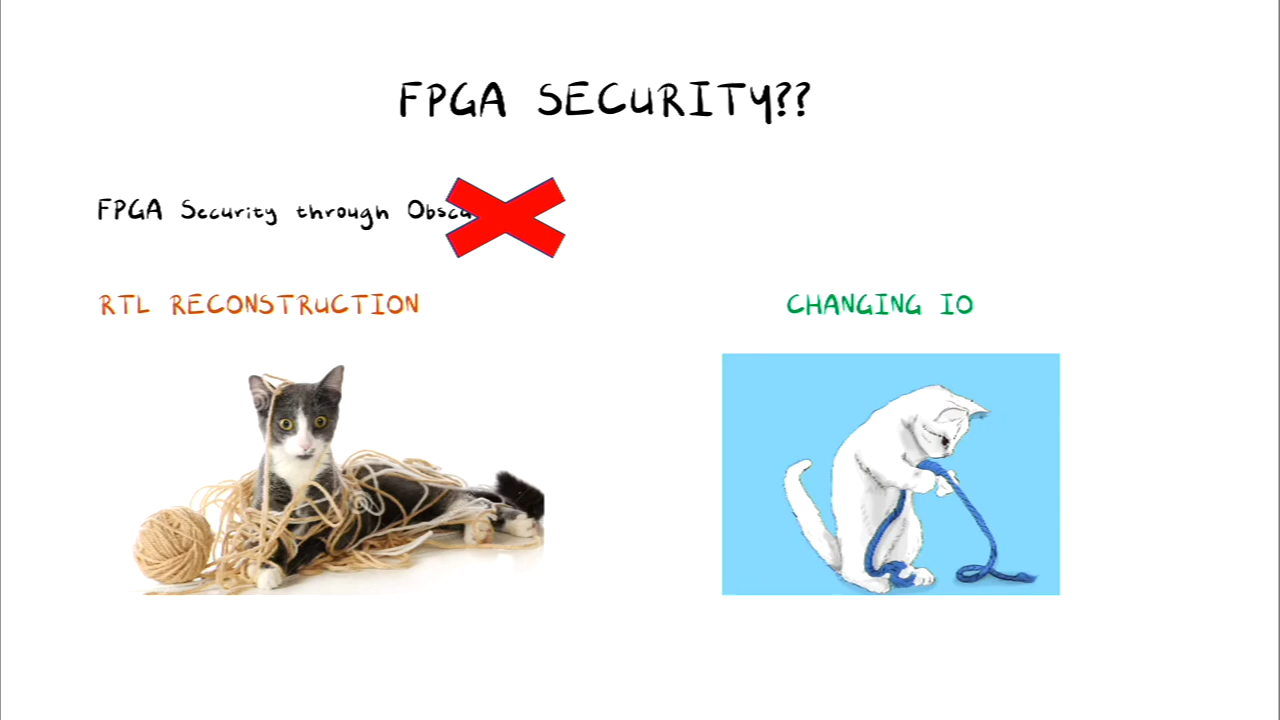 FPGA SECURITY??
FPGA Security through
RTL RECONSTRUCTION
CHANGING IO